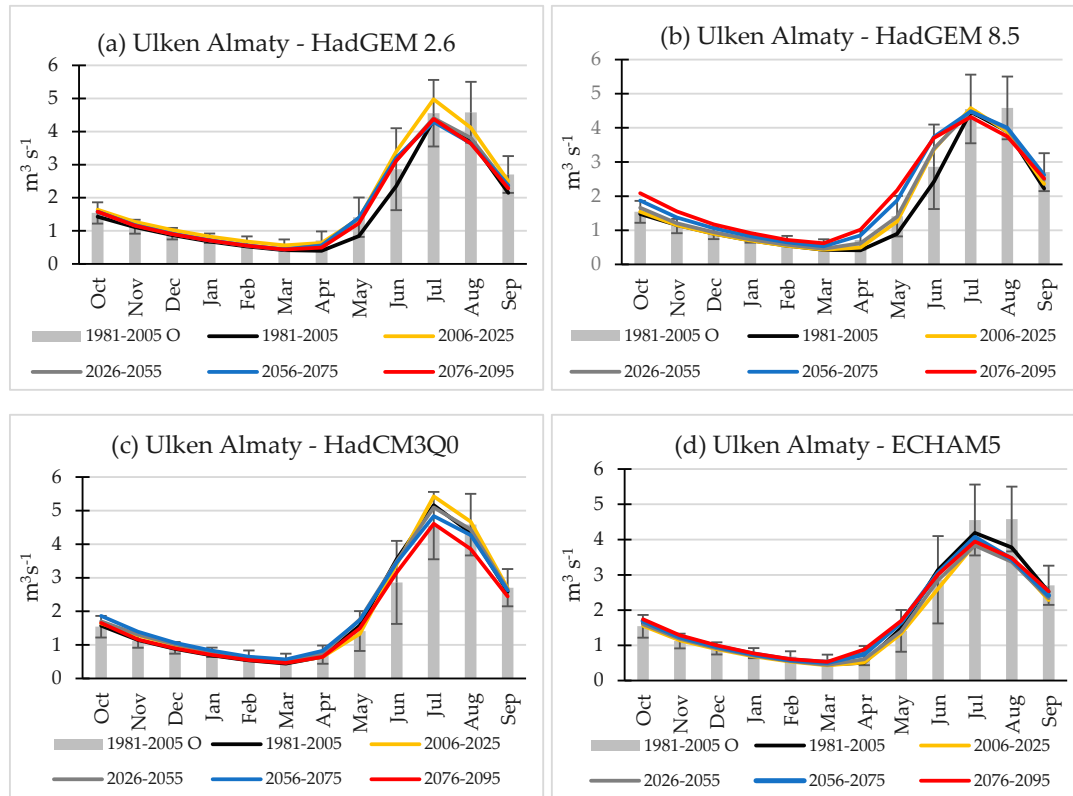 (a) Ulken Almaty - HadGEM 2.6
6
5
4
3
2
1
0
m³ s⁻¹
Oct Nov Dec Jan Feb Mar Apr May Jun Jul Aug Sep
1981-2005 O 1981-2005 2006-2025
2026-2055 2056-2075 2076-2095
(b) Ulken Almaty - HadGEM 8.5
6
5
4
3
2
1
0
Oct Nov Dec Jan Feb Mar Apr May Jun Jul Aug Sep
1981-2005 O 1981-2005 2006-2025
2026-2055 2056-2075 2076-2095
(c) Ulken Almaty - HadCM3Q0
6
5
4
3
2
1
0
m³s⁻¹
Oct Nov Dec Jan Feb Mar Apr May Jun Jul Aug Sep
1981-2005 O 1981-2005 2006-2025
2026-2055 2056-2075 2076-2095
(d) Ulken Almaty - ECHAM5
6
5
4
3
2
1
0
m³ s⁻¹
Oct Nov Dec Jan Feb Mar Apr May Jun Jul Aug Sep
1981-2005 O 1981-2005 2006-2025
2026-2055 2056-2075 2076-2095